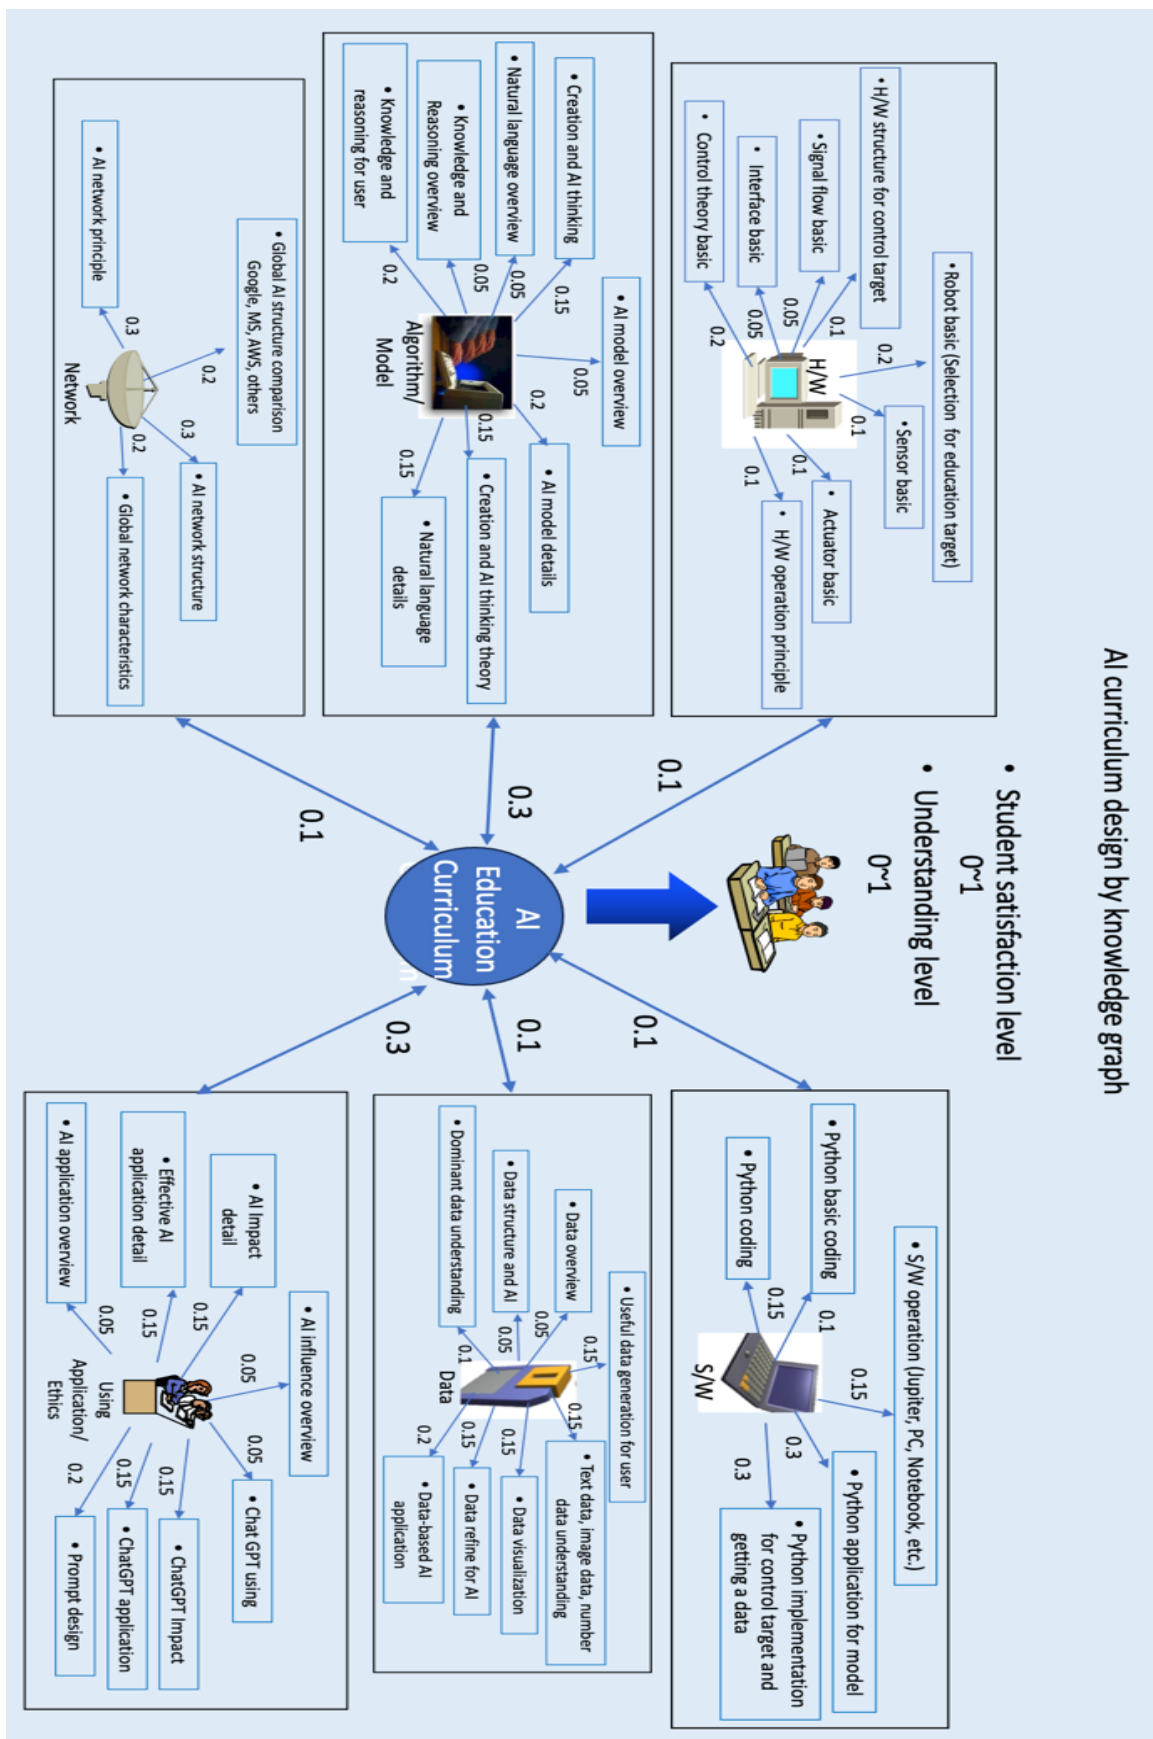 AI curriculum design by knowledge graph
• Student satisfaction level
0~1
• Understanding level
0~1
AI
Education
Curriculum
0.1
0.3
0.1
0.1
0.1
0.3
• Robot basic (Selection for education target)
• H/W structure for control target
• Signal flow basic
• Interface basic
• Control theory basic
• Sensor basic
• Actuator basic
• H/W operation principle
H/W
0.2
0.1
0.05
0.05
0.2
0.1
0.1
0.1
• AI model overview
• Creation and AI thinking
• Natural language overview
• Knowledge and
Reasoning overview
• Knowledge and
reasoning for user
• AI model details
• Creation and AI thinking theory
• Natural language
details
Algorithm/
Model
0.05
0.15
0.05
0.05
0.2
0.2
0.15
0.15
• Global AI structure comparison
Google, MS, AWS, others
• AI network principle
• AI network structure
• Global network characteristics
Network
0.2
0.3
0.3
0.2
• S/W operation (Jupiter, PC, Notebook, etc.)
• Python basic coding
• Python coding
• Python application for model
• Python implementation
for control target and
getting a data
S/W
0.15
0.1
0.15
0.3
0.3
• Useful data generation for user
• Data overview
• Data structure and AI
• Dominant data understanding
• Text data, image data, number
data understanding
• Data visualization
• Data refine for AI
• Data-based AI
application
Data
0.15
0.05
0.05
0.1
0.15
0.15
0.15
0.2
• AI influence overview
• AI Impact
detail
• Effective AI
application detail
• AI application overview
• Chat GPT using
• ChatGPT Impact
• ChatGPT application
• Prompt design
Using
Application/
Ethics
0.05
0.15
0.15
0.05
0.05
0.15
0.15
0.2